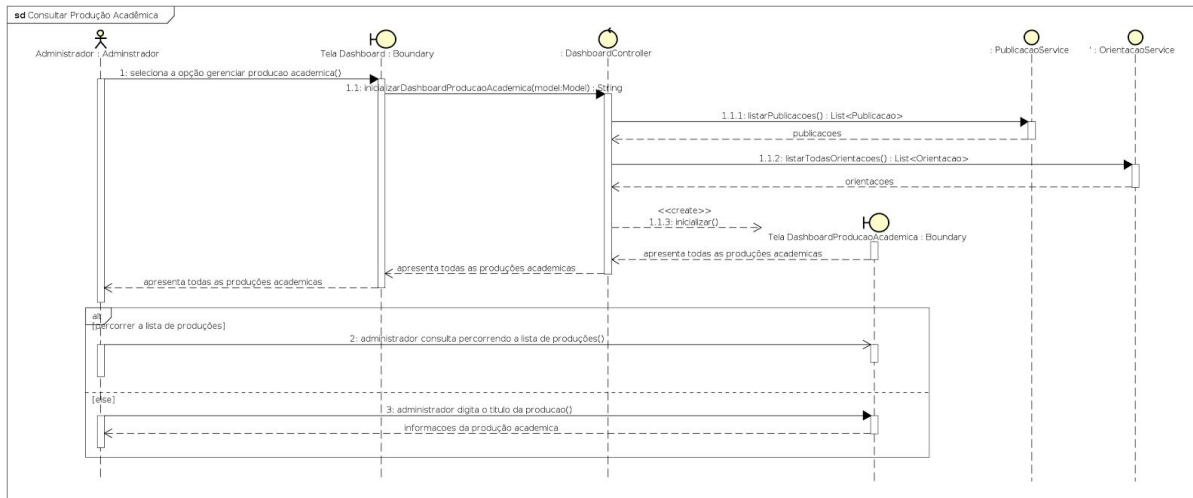 sd Consultar Produção Acadêmica
Administrador : Adminstrador
Tela Dashboard : Boundary
: DashboardController
: PublicacaoService
' : OrientacaoService
1: seleciona a opção gerenciar producao academica()
1.1: inicializarDashboardProducaoAcademica(model:Model) : String
1.1.1: listarPublicacoes() : List<Publicacao>
publicacoes
1.1.2: listarTodasOrientacoes() : List<Orientacao>
orientacoes
<<create>>
1.1.3: inicializar()
Tela DashboardProducaoAcademica : Boundary
apresenta todas as produções academicas
apresenta todas as produções academicas
apresenta todas as produções academicas
alt
[percorrer a lista de produções]
2: administrador consulta percorrendo a lista de produções()
[else]
3: administrador digita o titulo da producao()
informacoes da produção academica